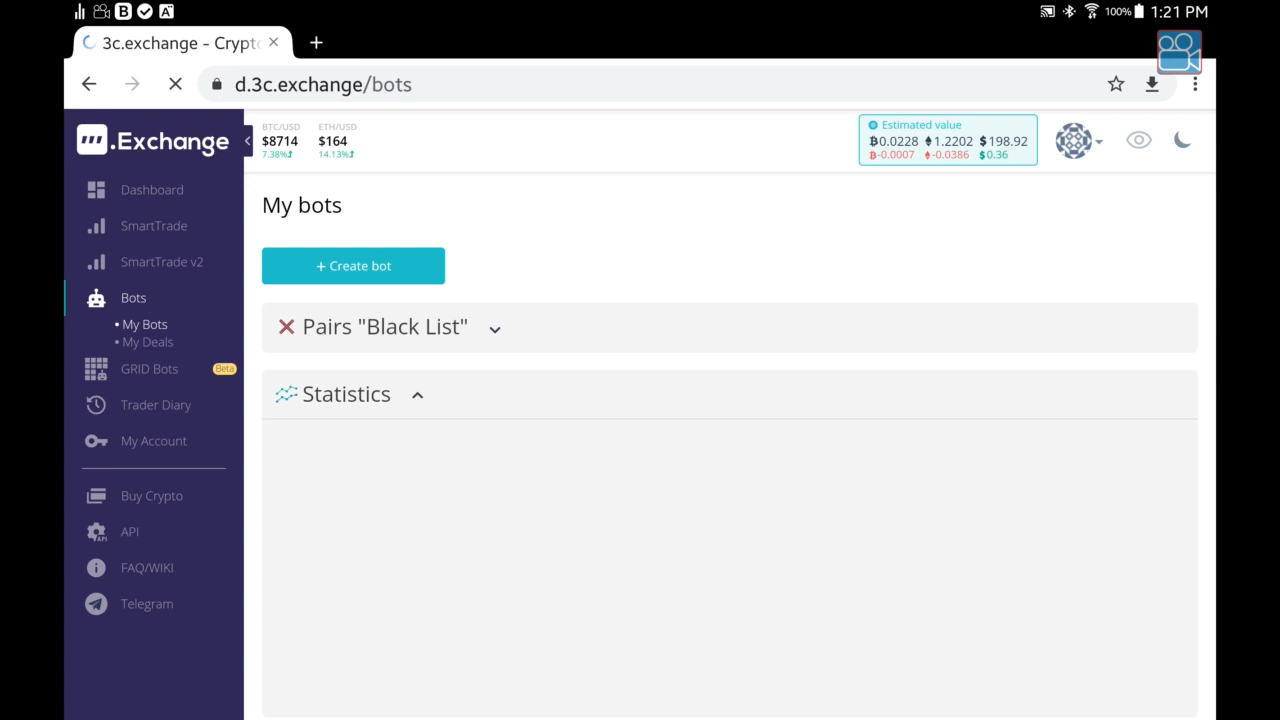 B A 100% 1:21 PM
3c.exchange - Crypto
d.3c.exchange/bots
.Exchange
BTC/USD ETH/USD
$8714 $164
7.38% 14.13%
Estimated value
0.0228 1.2202 $198.92
-0.0007 -0.0386 $0.36
Dashboard
SmartTrade
SmartTrade v2
Bots
• My Bots
• My Deals
GRID Bots Beta
Trader Diary
My Account
Buy Crypto
API
API
FAQ/WIKI
Telegram
My bots
+ Create bot
Pairs "Black List"
Statistics